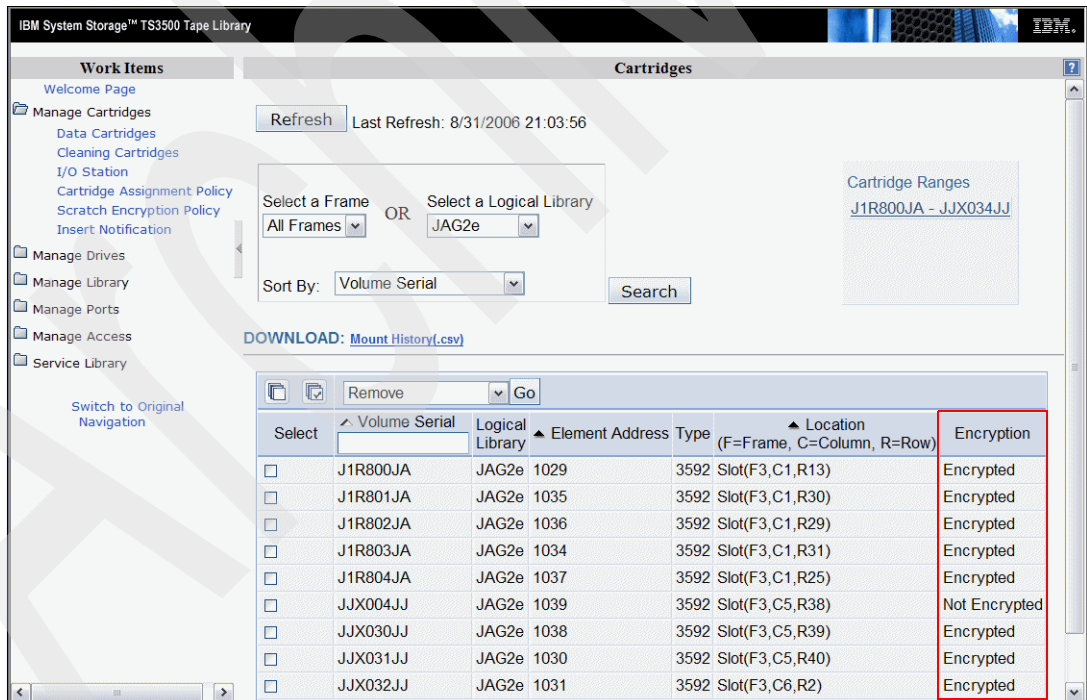 IBM System Storage™ TS3500 Tape Library
IBM.
Work Items
Cartridges
?
Welcome Page
Manage Cartridges
Data Cartridges
Cleaning Cartridges
I/O Station
Cartridge Assignment Policy
Scratch Encryption Policy
Insert Notification
Manage Drives
Manage Library
Manage Ports
Manage Access
Service Library
Switch to Original
Navigation
Refresh Last Refresh: 8/31/2006 21:03:56
Select a Frame OR Select a Logical Library
All Frames JAG2e
Sort By: Volume Serial Search
Cartridge Ranges
J1R800JA - JJX034JJ
DOWNLOAD: Mount History(.csv)
Remove Go
Select Volume Serial Logical Library Element Address Type Location (F=Frame, C=Column, R=Row) Encryption
J1R800JA JAG2e 1029 3592 Slot(F3,C1,R13) Encrypted
J1R801JA JAG2e 1035 3592 Slot(F3,C1,R30) Encrypted
J1R802JA JAG2e 1036 3592 Slot(F3,C1,R29) Encrypted
J1R803JA JAG2e 1034 3592 Slot(F3,C1,R31) Encrypted
J1R804JA JAG2e 1037 3592 Slot(F3,C1,R25) Encrypted
JJX004JJ JAG2e 1039 3592 Slot(F3,C5,R38) Not Encrypted
JJX030JJ JAG2e 1038 3592 Slot(F3,C5,R39) Encrypted
JJX031JJ JAG2e 1030 3592 Slot(F3,C5,R40) Encrypted
JJX032JJ JAG2e 1031 3592 Slot(F3,C6,R2) Encrypted